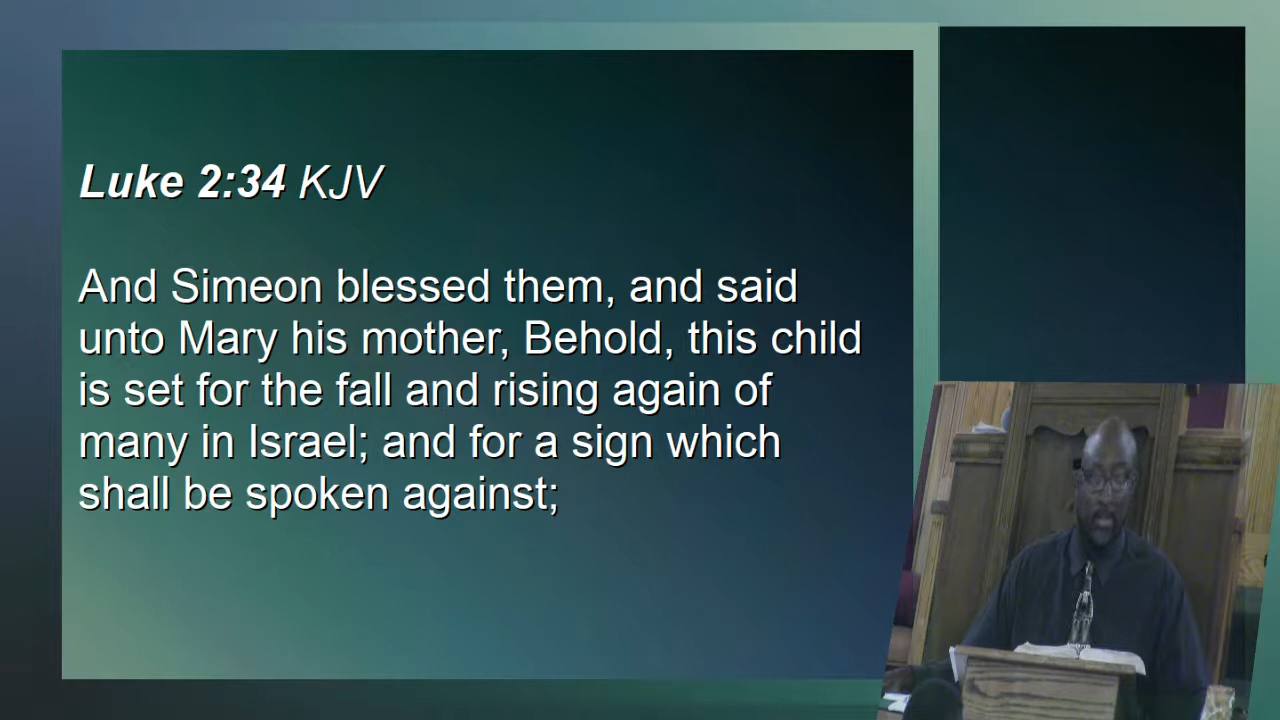 Luke 2:34 KJV
And Simeon blessed them, and said
unto Mary his mother, Behold, this child
is set for the fall and rising again of
many in Israel; and for a sign which
shall be spoken against;